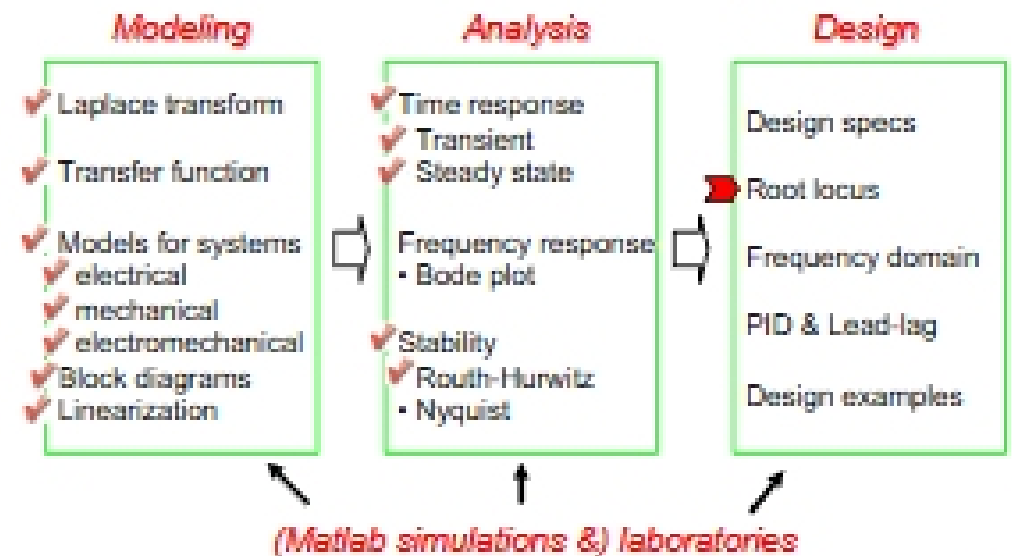 Modeling
Laplace transform
Transfer function
Models for systems
electrical
mechanical
electromechanical
Block diagrams
Linearization
Analysis
Time response
Transient
Steady state
Frequency response
• Bode plot
Stability
Routh-Hurwitz
• Nyquist
Design
Design specs
Root locus
Frequency domain
PID & Lead-lag
Design examples
(Matlab simulations &) laboratories